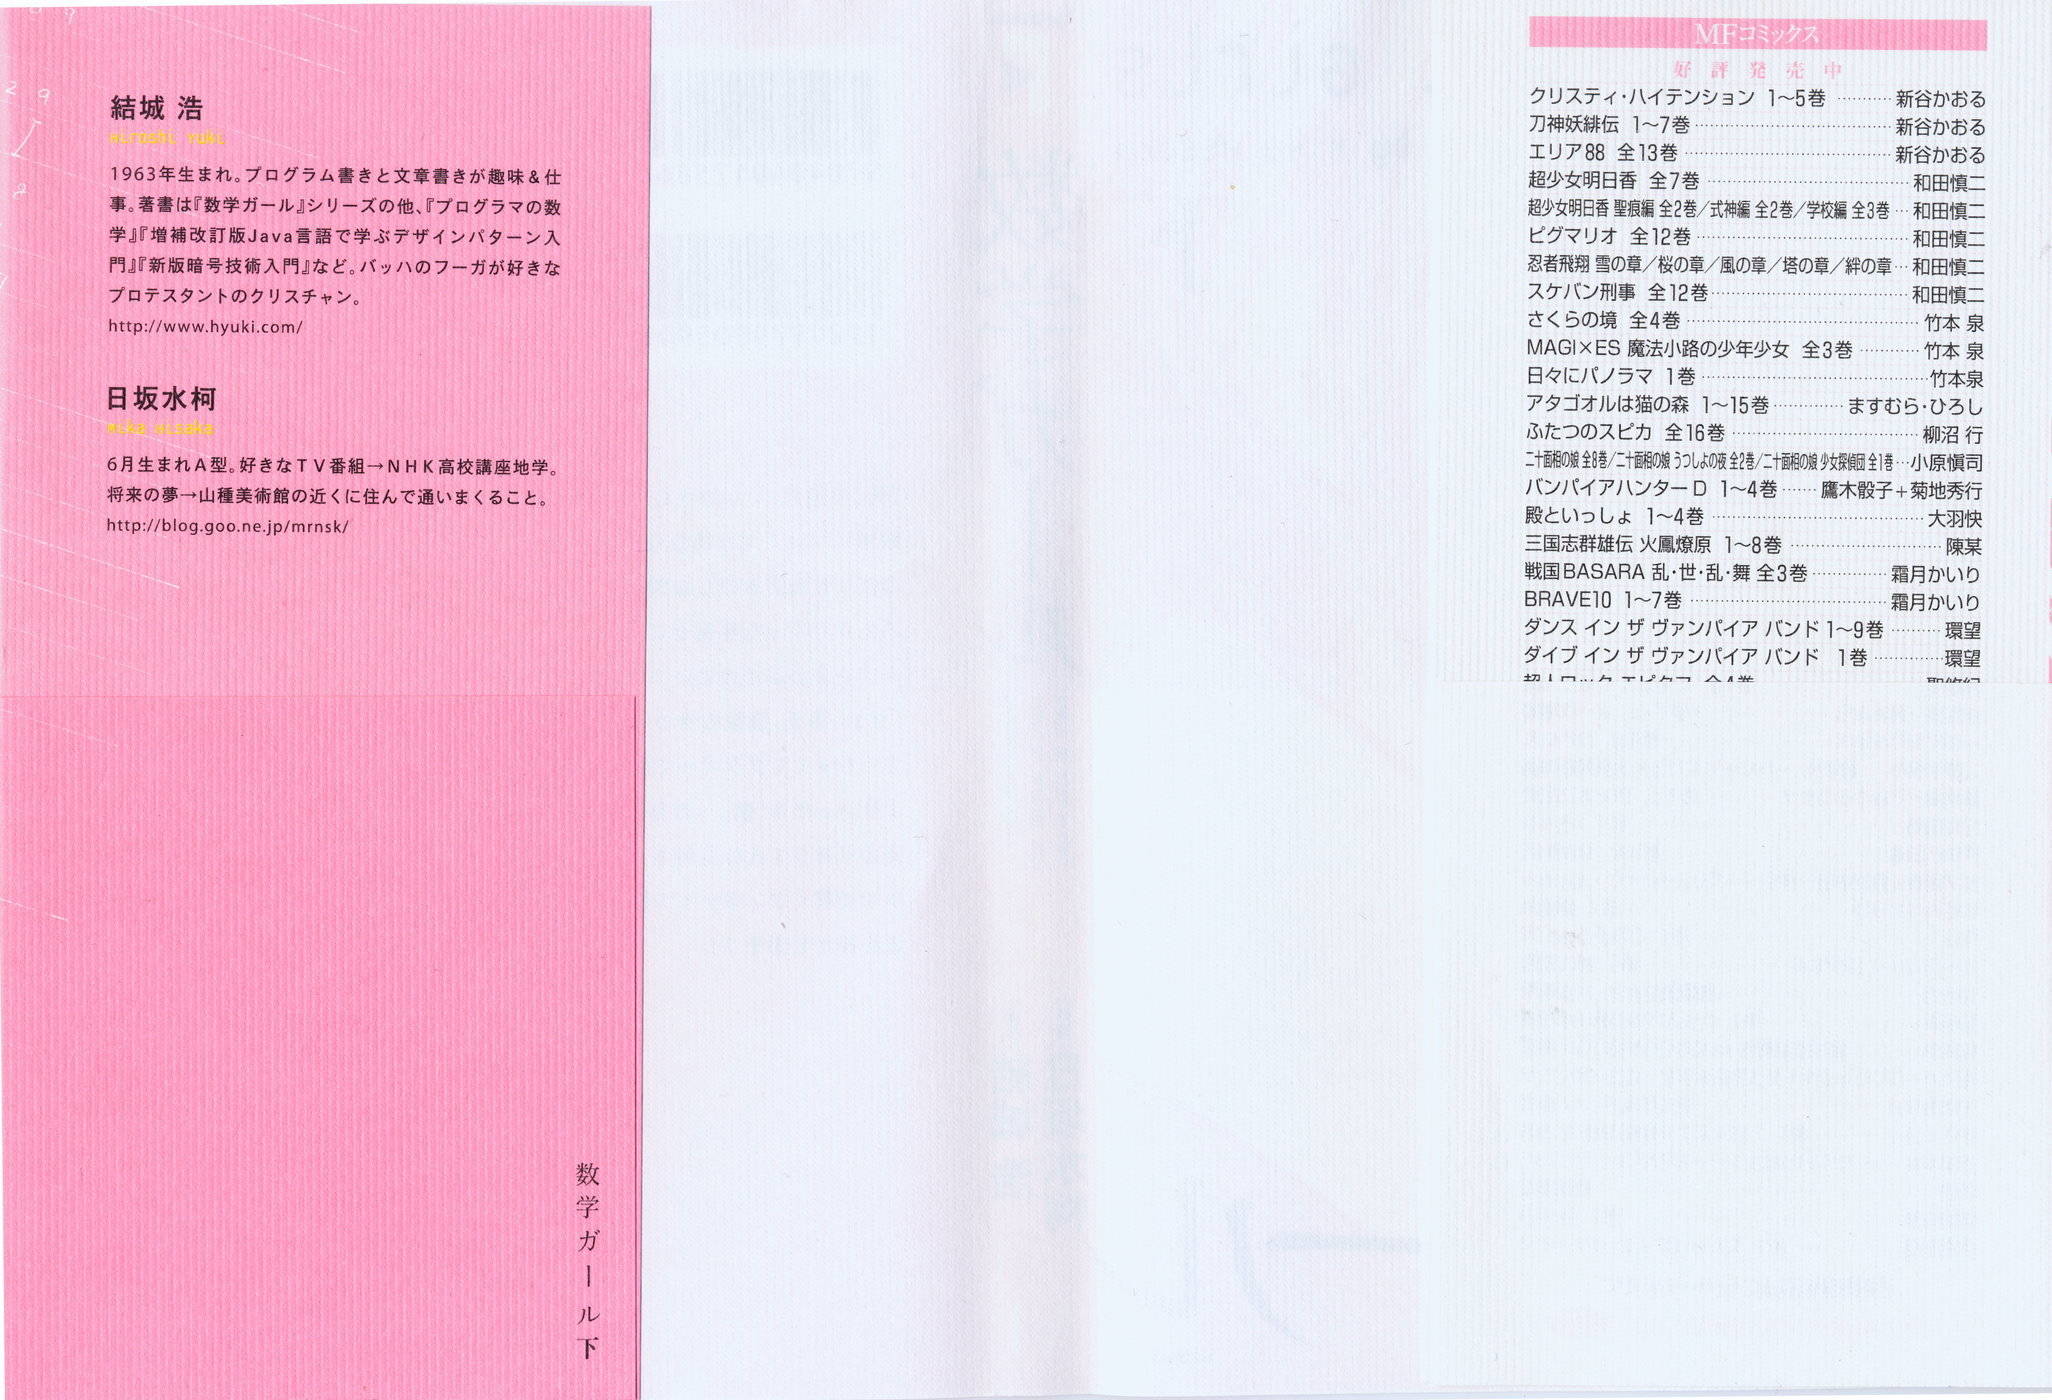 結城 浩
Hiroshi Yuki
1963年生まれ。プログラム書きと文章書きが趣味&仕
事。著書は『数学ガール』シリーズの他、『プログラマの数
学』『増補改訂版Java言語で学ぶデザインパターン入
門』『新版暗号技術入門』など。バッハのフーガが好きな
プロテスタントのクリスチャン。
http://www.hyuki.com/
日坂水柯
Mika Hisaka
6月生まれA型。好きなTV番組→NHK高校講座地学。
将来の夢→山種美術館の近くに住んで通いまくること。
http://blog.goo.ne.jp/mrnsk/
数学ガール下
MFコミックス
好評発売中
クリスティ・ハイテンション 1〜5巻 ………… 新谷かおる
刀神妖緋伝 1〜7巻 ………… 新谷かおる
エリア88 全13巻 ………… 新谷かおる
超少女明日香 全7巻 ………… 和田慎二
超少女明日香 聖痕編 全2巻/式神編 全2巻/学校編 全3巻 … 和田慎二
ピグマリオ 全12巻 ………… 和田慎二
忍者飛翔 雪の章/桜の章/風の章/塔の章/絆の章 … 和田慎二
スケバン刑事 全12巻 ………… 和田慎二
さくらの境 全4巻 ………… 竹本 泉
MAGI×ES 魔法小路の少年少女 全3巻 ………… 竹本 泉
日々にパノラマ 1巻 ………… 竹本泉
アタゴオルは猫の森 1〜15巻 ………… ますむら・ひろし
ふたつのスピカ 全16巻 ………… 柳沼 行
二十面相の娘 全8巻/二十面相の娘 うつしよの夜 全2巻/二十面相の娘 少女探偵団 全1巻 … 小原愼司
バンパイアハンターD 1〜4巻 …… 鷹木骰子+菊地秀行
殿といっしょ 1〜4巻 ………… 大羽快
三国志群雄伝 火鳳燎原 1〜8巻 ………… 陳某
戦国BASARA 乱・世・乱・舞 全3巻 ………… 霜月かいり
BRAVE10 1〜7巻 ………… 霜月かいり
ダンス イン ザ ヴァンパイア バンド 1〜9巻 ……… 環望
ダイブ イン ザ ヴァンパイア バンド 1巻 ………… 環望